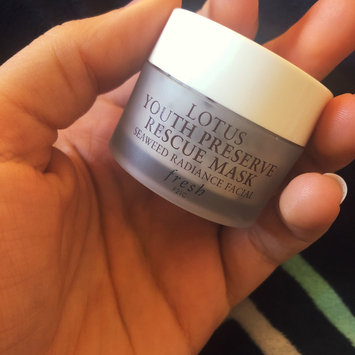 LOTUS
YOUTH PRESERVE
RESCUE MASK
SEAWEED RADIANCE FACIAL
fresh